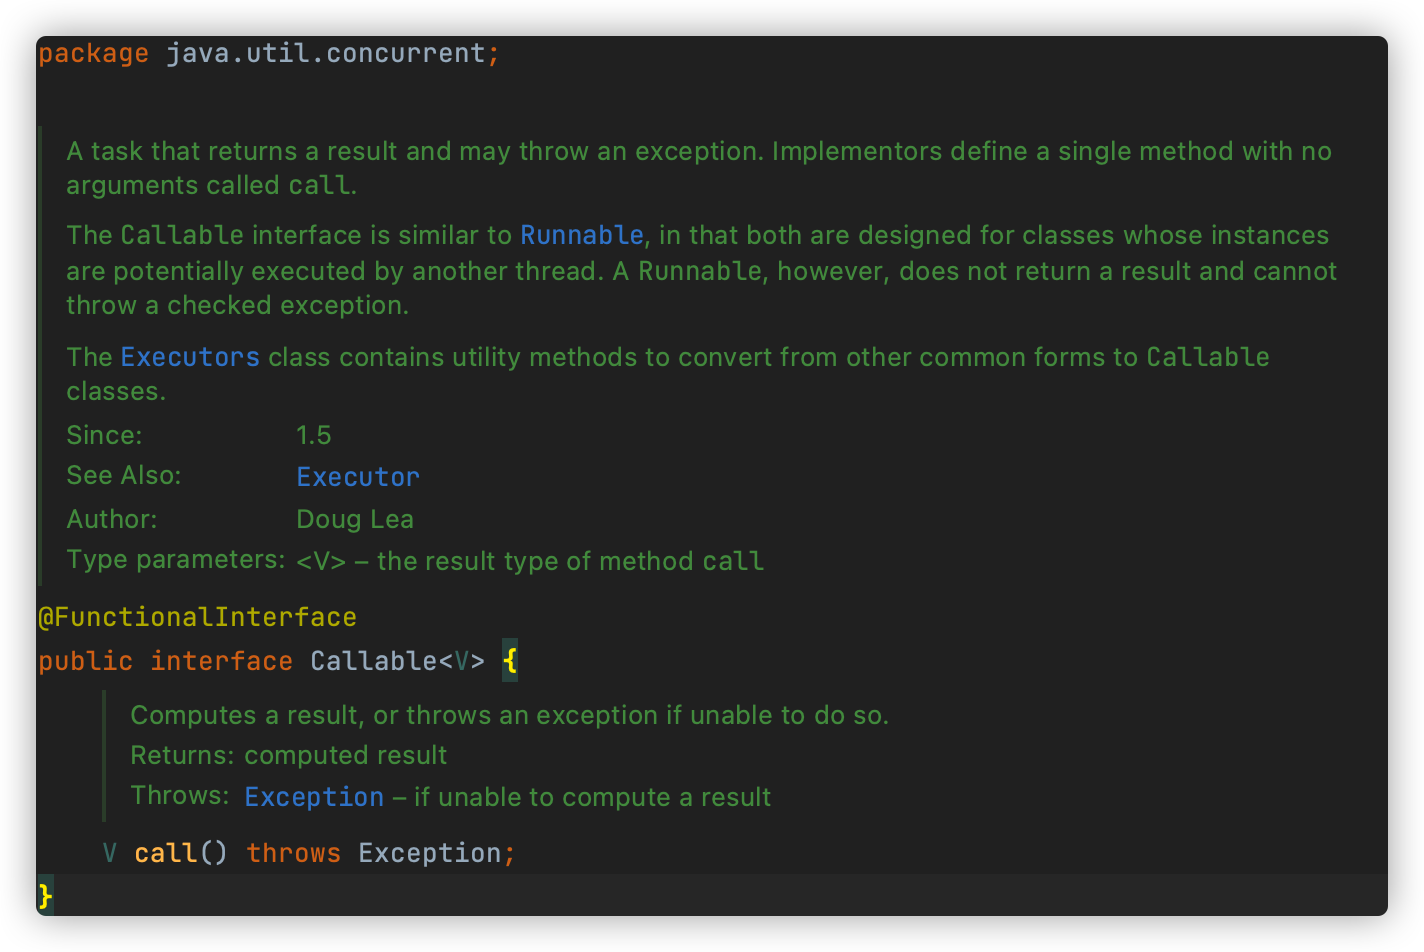 package java.util.concurrent;
A task that returns a result and may throw an exception. Implementors define a single method with no
arguments called call.
The Callable interface is similar to Runnable, in that both are designed for classes whose instances
are potentially executed by another thread. A Runnable, however, does not return a result and cannot
throw a checked exception.
The Executors class contains utility methods to convert from other common forms to Callable
classes.
Since: 1.5
See Also: Executor
Author: Doug Lea
Type parameters: <V> – the result type of method call
@FunctionalInterface
public interface Callable<V> {
Computes a result, or throws an exception if unable to do so.
Returns: computed result
Throws: Exception – if unable to compute a result
V call() throws Exception;
}